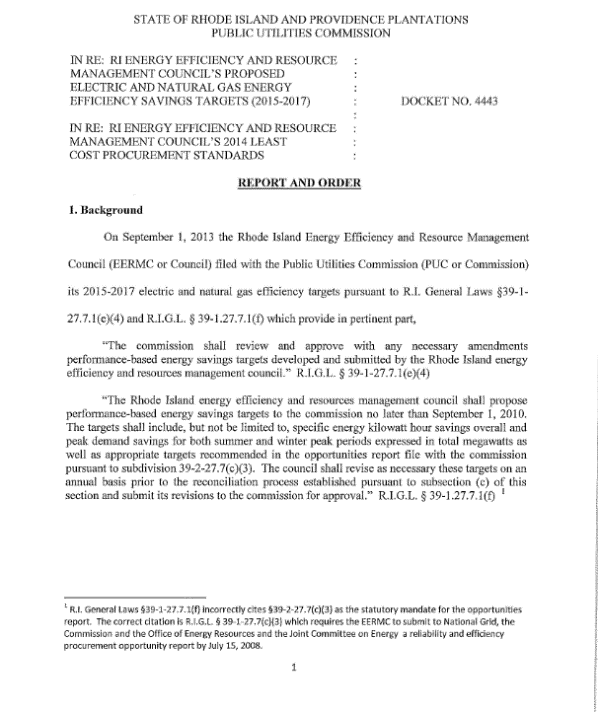 STATE OF RHODE ISLAND AND PROVIDENCE PLANTATIONS
PUBLIC UTILITIES COMMISSION
IN RE: RI ENERGY EFFICIENCY AND RESOURCE :
MANAGEMENT COUNCIL'S PROPOSED :
ELECTRIC AND NATURAL GAS ENERGY :
EFFICIENCY SAVINGS TARGETS (2015-2017) : DOCKET NO. 4443
:
IN RE: RI ENERGY EFFICIENCY AND RESOURCE :
MANAGEMENT COUNCIL'S 2014 LEAST :
COST PROCUREMENT STANDARDS :
REPORT AND ORDER
1. Background
On September 1, 2013 the Rhode Island Energy Efficiency and Resource Management
Council (EERMC or Council) filed with the Public Utilities Commission (PUC or Commission)
its 2015-2017 electric and natural gas efficiency targets pursuant to R.I. General Laws §39-1-
27.7.1(e)(4) and R.I.G.L. § 39-1.27.7.1(f) which provide in pertinent part,
"The commission shall review and approve with any necessary amendments
performance-based energy savings targets developed and submitted by the Rhode Island energy
efficiency and resources management council." R.I.G.L. § 39-1-27.7.1(e)(4)
"The Rhode Island energy efficiency and resources management council shall propose
performance-based energy savings targets to the commission no later than September 1, 2010.
The targets shall include, but not be limited to, specific energy kilowatt hour savings overall and
peak demand savings for both summer and winter peak periods expressed in total megawatts as
well as appropriate targets recommended in the opportunities report file with the commission
pursuant to subdivision 39-2-27.7(c)(3). The council shall revise as necessary these targets on an
annual basis prior to the reconciliation process established pursuant to subsection (c) of this
section and submit its revisions to the commission for approval." R.I.G.L. § 39-1.27.7.1(f) 1
1 R.I. General Laws §39-1-27.7.1(f) incorrectly cites §39-2-27.7(c)(3) as the statutory mandate for the opportunities
report. The correct citation is R.I.G.L. § 39-1-27.7(c)(3) which requires the EERMC to submit to National Grid, the
Commission and the Office of Energy Resources and the Joint Committee on Energy a reliability and efficiency
procurement opportunity report by July 15, 2008.
1